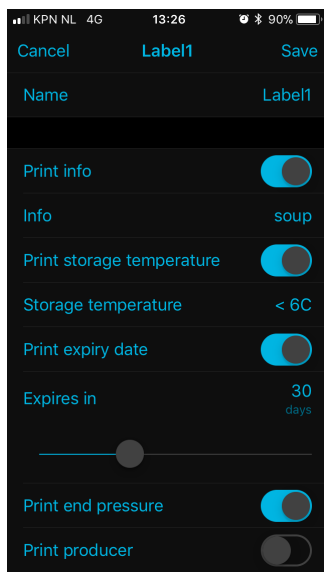 KPN NL 4G 13:26 90%
Cancel Label1 Save
Name Label1
Print info
Info soup
Print storage temperature
Storage temperature < 6C
Print expiry date
Expires in 30
days
Print end pressure
Print producer